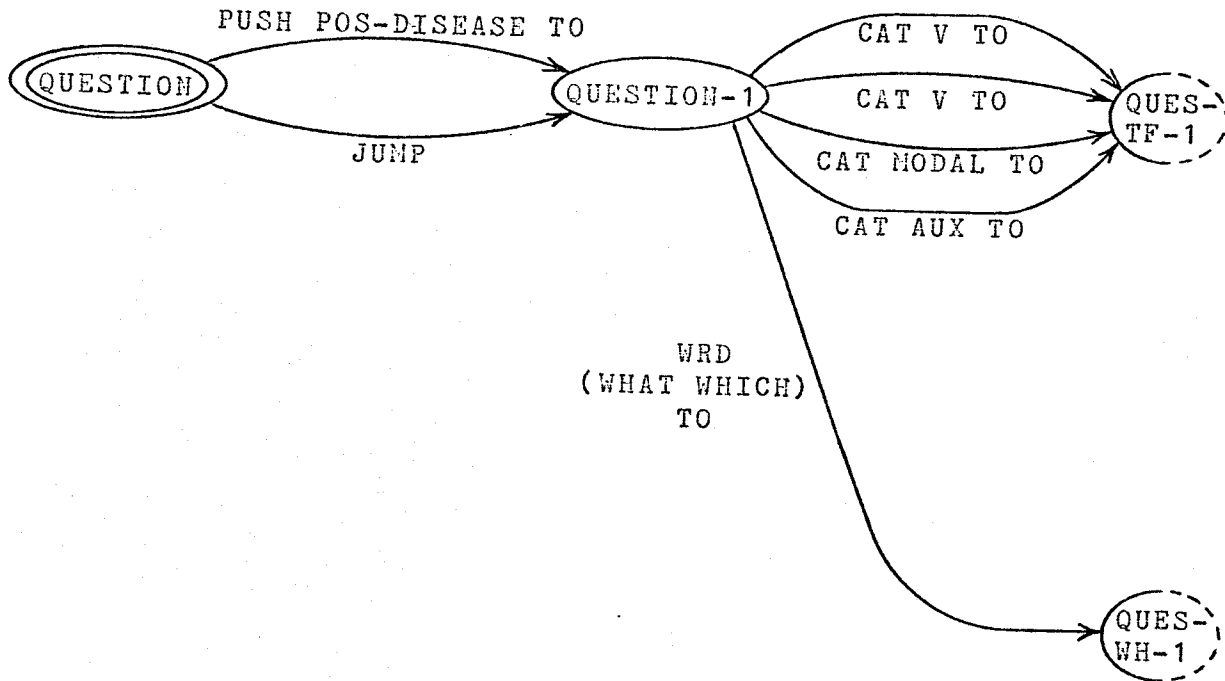 PUSH POS-DISEASE TO
CAT V TO
QUESTION
QUESTION-1
CAT V TO
QUES-
TF-1
JUMP
CAT MODAL TO
CAT AUX TO
WRD
(WHAT WHICH)
TO
QUES-
WH-1